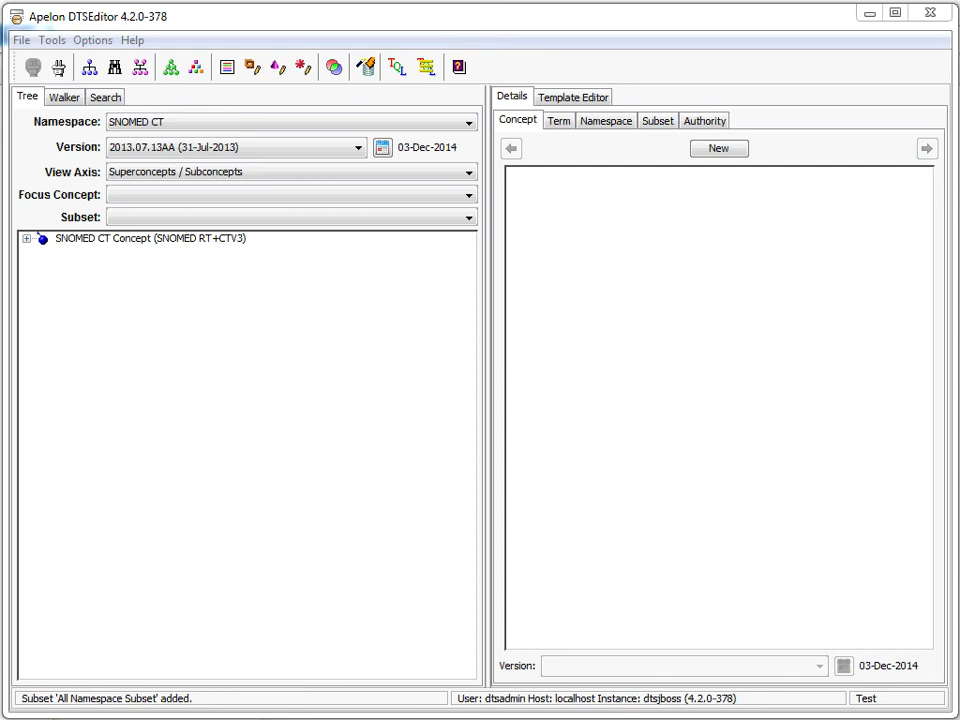 Apelon DTSEditor 4.2.0-378
File Tools Options Help
TQL
?
Tree Walker Search
Namespace: SNOMED CT
Version: 2013.07.13AA (31-Jul-2013) 03-Dec-2014
View Axis: Superconcepts / Subconcepts
Focus Concept:
Subset:
SNOMED CT Concept (SNOMED RT+CTV3)
Details Template Editor
Concept Term Namespace Subset Authority
New
Version: 03-Dec-2014
Subset 'All Namespace Subset' added.
User: dtsadmin Host: localhost Instance: dtsjboss (4.2.0-378)
Test